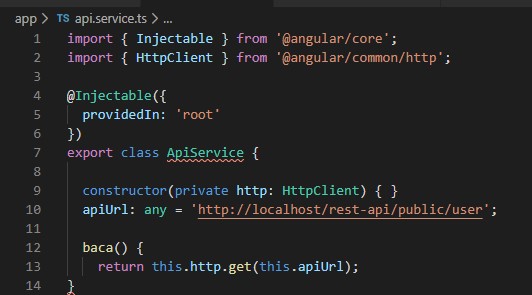 app > TS api.service.ts > ...
1 import { Injectable } from '@angular/core';
2 import { HttpClient } from '@angular/common/http';
3
4 @Injectable({
5   providedIn: 'root'
6 })
7 export class ApiService {
8
9   constructor(private http: HttpClient) { }
10   apiUrl: any = 'http://localhost/rest-api/public/user';
11
12   baca() {
13     return this.http.get(this.apiUrl);
14 }